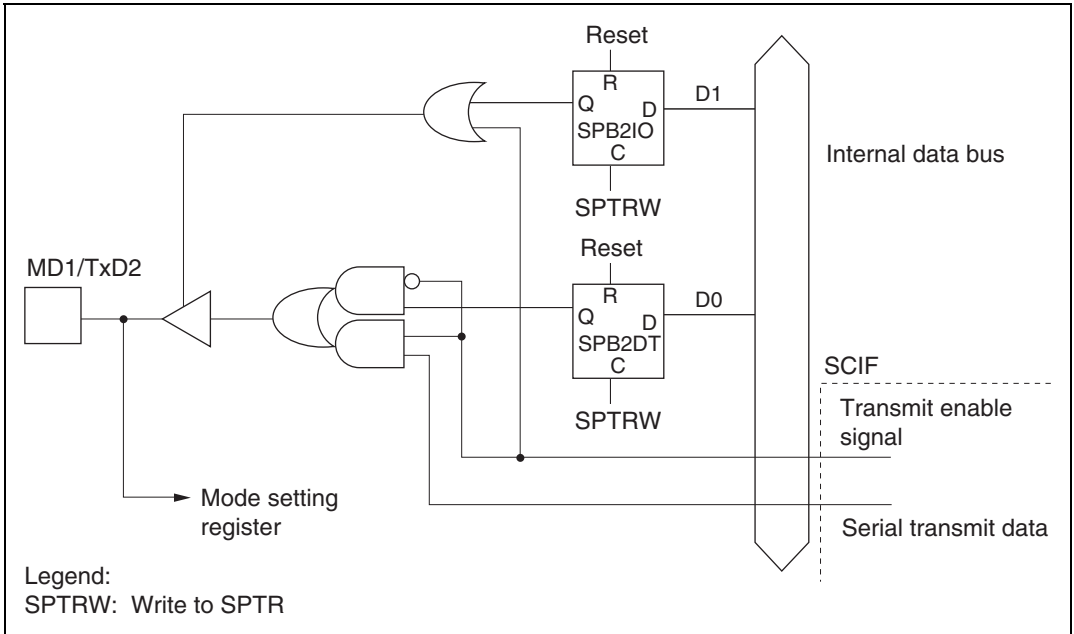 Reset
R
Q
D
SPB2IO
C
D1
SPTRW
Internal data bus
Reset
R
Q
D
SPB2DT
C
D0
SPTRW
MD1/TxD2
SCIF
Transmit enable
signal
Serial transmit data
Mode setting
register
Legend:
SPTRW: Write to SPTR